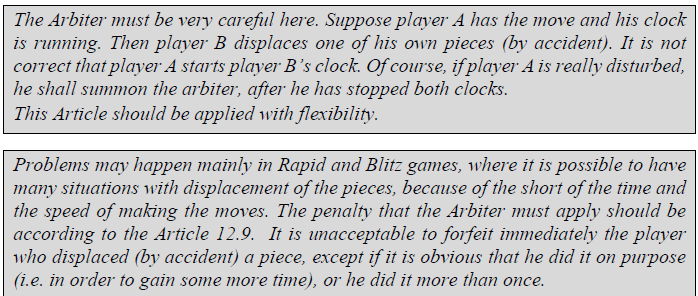 The Arbiter must be very careful here. Suppose player A has the move and his clock
is running. Then player B displaces one of his own pieces (by accident). It is not
correct that player A starts player B's clock. Of course, if player A is really disturbed,
he shall summon the arbiter, after he has stopped both clocks.
This Article should be applied with flexibility.
Problems may happen mainly in Rapid and Blitz games, where it is possible to have
many situations with displacement of the pieces, because of the short of the time and
the speed of making the moves. The penalty that the Arbiter must apply should be
according to the Article 12.9. It is unacceptable to forfeit immediately the player
who displaced (by accident) a piece, except if it is obvious that he did it on purpose
(i.e. in order to gain some more time), or he did it more than once.